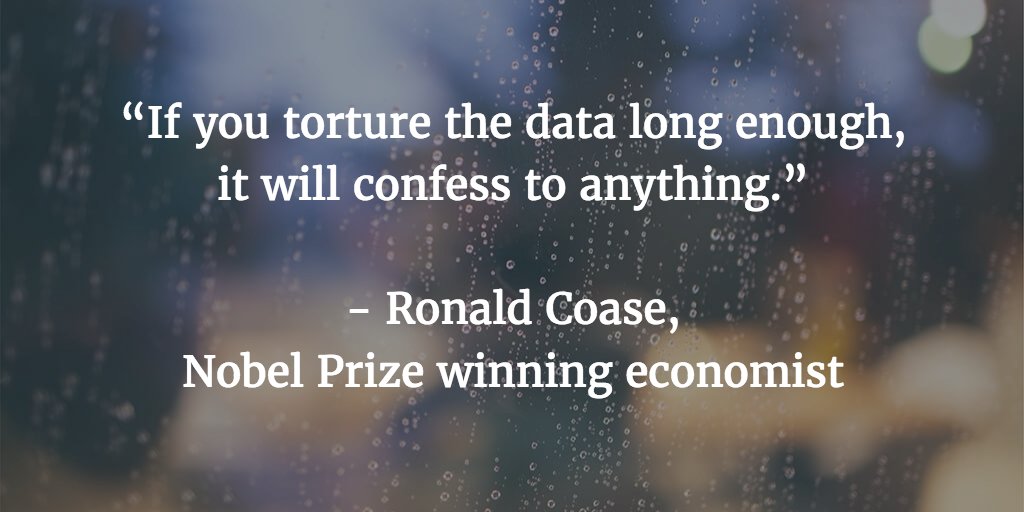 “If you torture the data long enough,
it will confess to anything.”
– Ronald Coase,
Nobel Prize winning economist